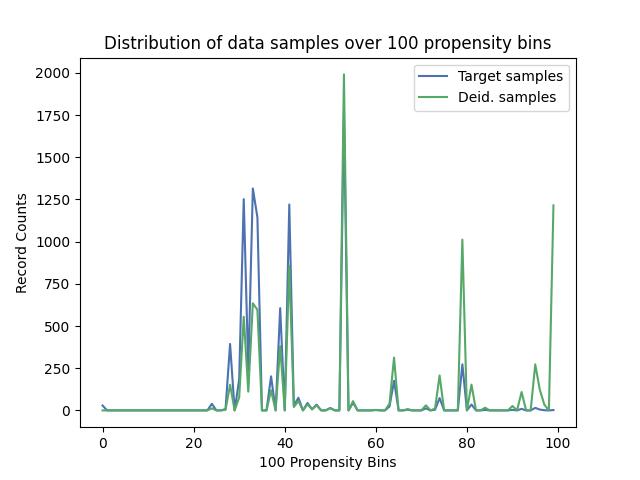 Distribution of data samples over 100 propensity bins
Target samples
Deid. samples
2000
1750
1500
1250
1000
750
500
250
0
Record Counts
0 20 40 60 80 100
100 Propensity Bins